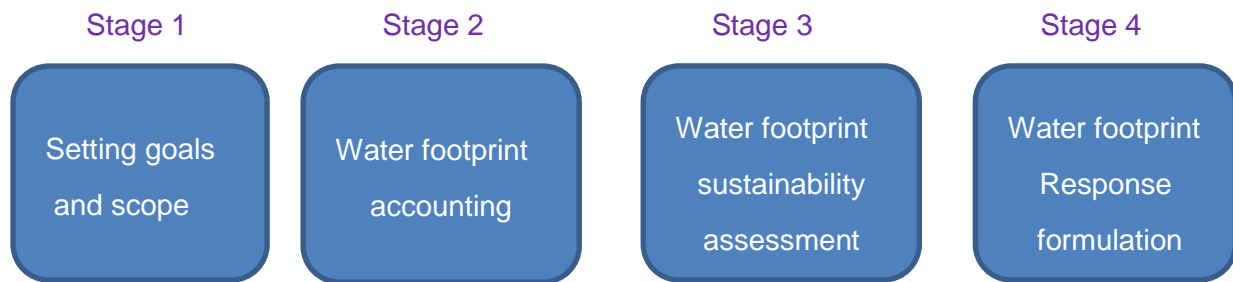 Stage 1
Stage 2
Stage 3
Stage 4
Setting goals
and scope
Water footprint
accounting
Water footprint
sustainability
assessment
Water footprint
Response
formulation